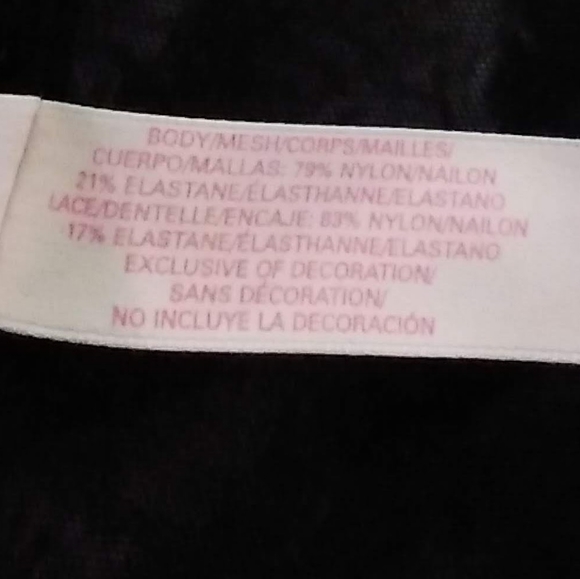 BODY/MESH/CORPS/MAILLES/
CUERPO/MALLAS: 79% NYLON/NAILON
21% ELASTANE/ÉLASTHANNE/ELASTANO
LACE/DENTELLE/ENCAJE: 83% NYLON/NAILON
17% ELASTANE/ÉLASTHANNE/ELASTANO
EXCLUSIVE OF DECORATION/
SANS DÉCORATION/
NO INCLUYE LA DECORACIÓN